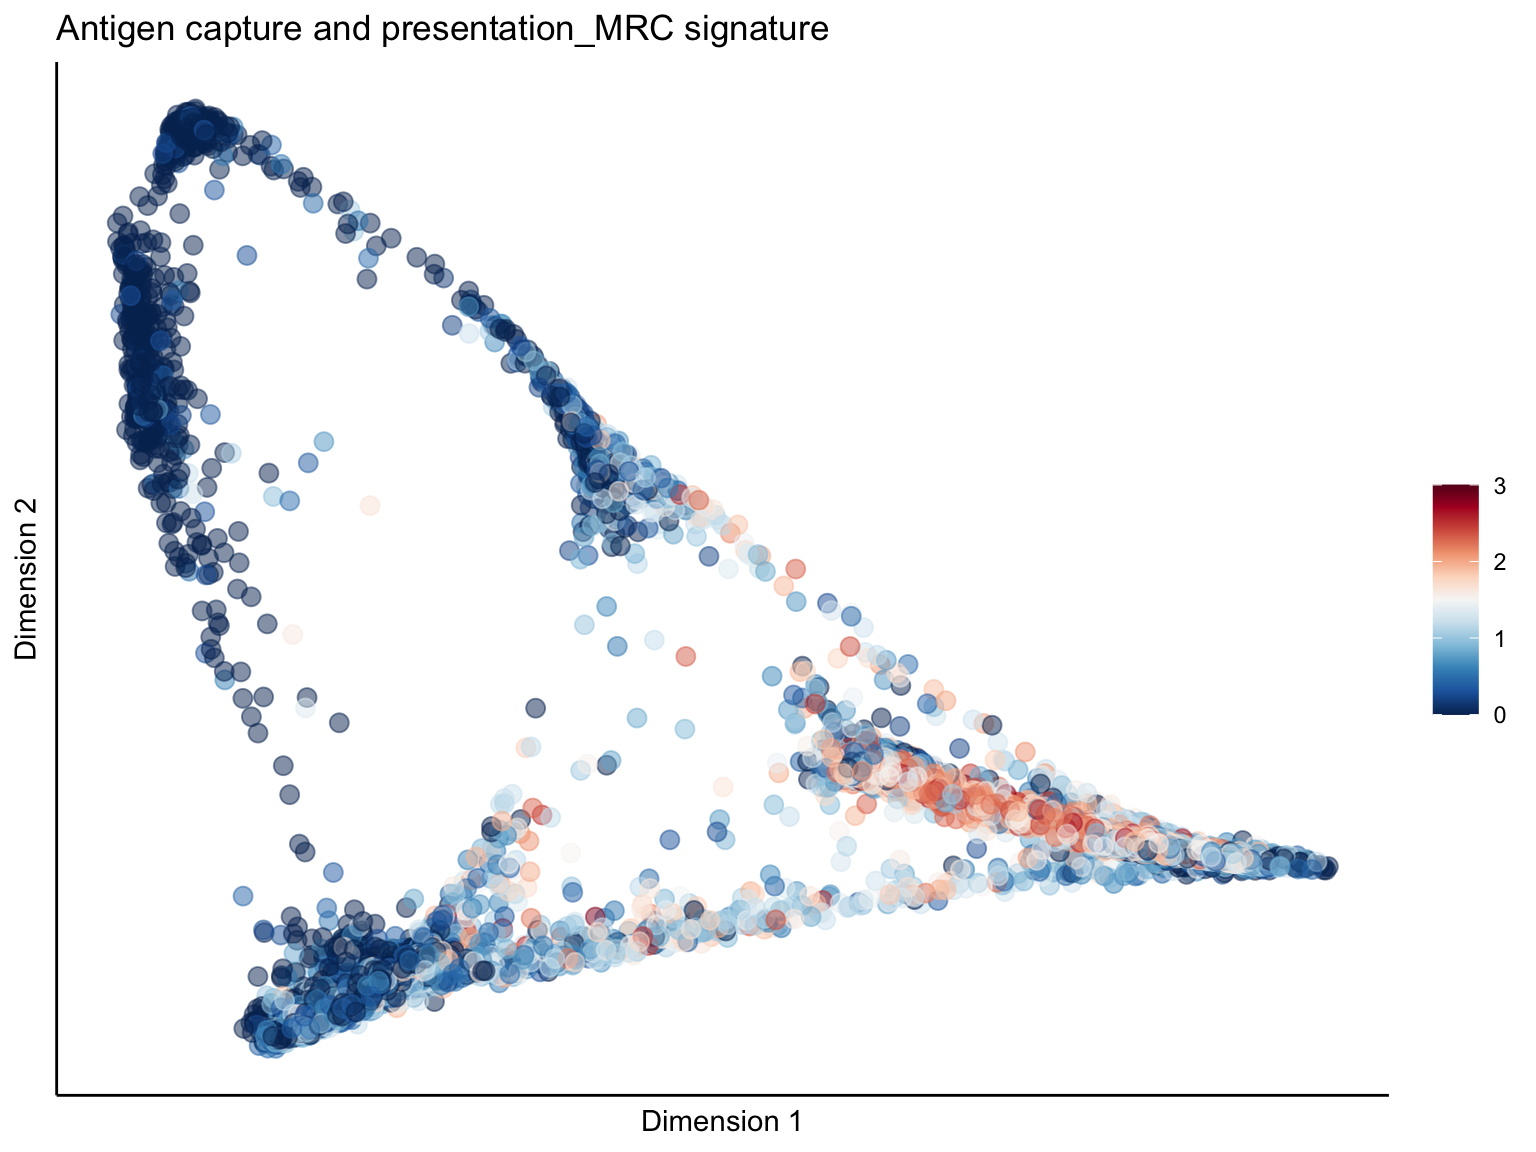 Antigen capture and presentation_MRC signature
Dimension 2
Dimension 1
3
2
1
0